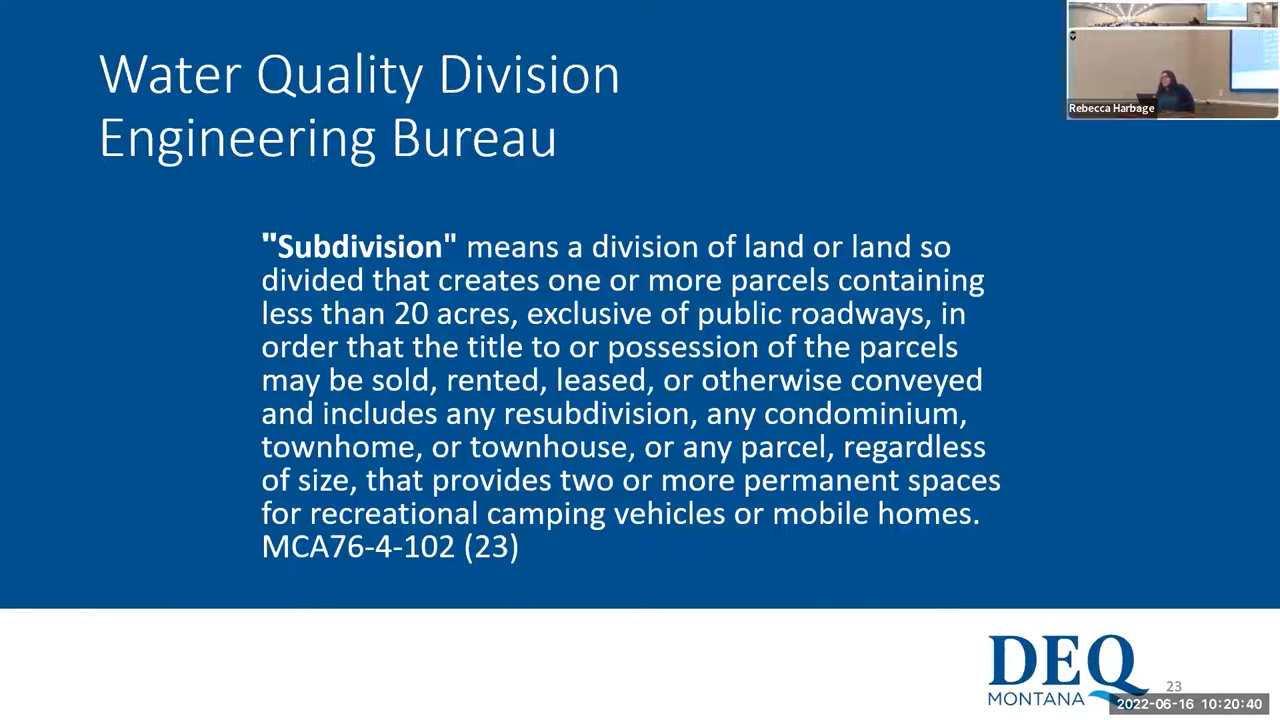 Water Quality Division
Engineering Bureau
Rebecca Harbage
"Subdivision" means a division of land or land so
divided that creates one or more parcels containing
less than 20 acres, exclusive of public roadways, in
order that the title to or possession of the parcels
may be sold, rented, leased, or otherwise conveyed
and includes any resubdivision, any condominium,
townhome, or townhouse, or any parcel, regardless
of size, that provides two or more permanent spaces
for recreational camping vehicles or mobile homes.
MCA76-4-102 (23)
DEQ
MONTANA
23
2022-06-16 10:20:40